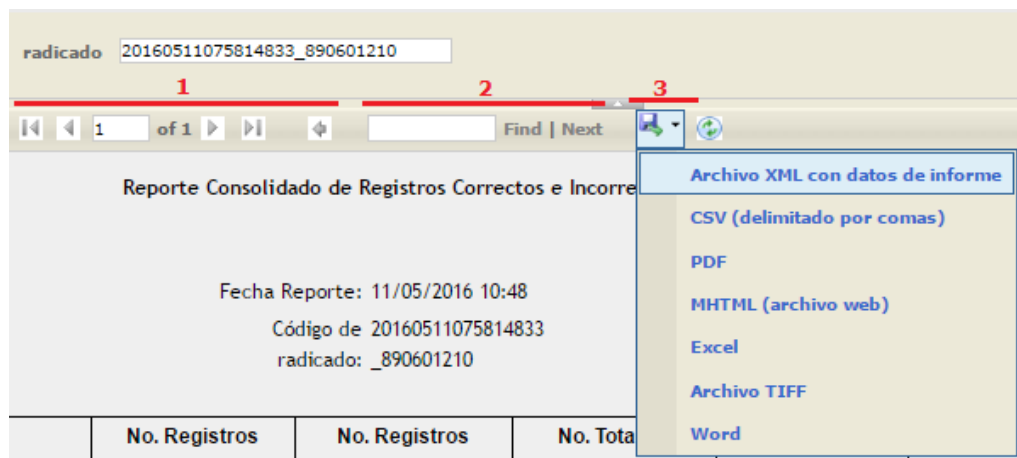 radicado 20160511075814833_890601210
1 2 3
1 of 1 Find | Next
Archivo XML con datos de informe
Reporte Consolidado de Registros Correctos e
CSV (delimitado por comas)
PDF
Fecha Reporte: 11/05/2016 10:48
MHTML (archivo web)
Código de 20160511075814833
radicado: _890601210
Excel
Archivo TIFF
No. Registros No. Registros No.
Word